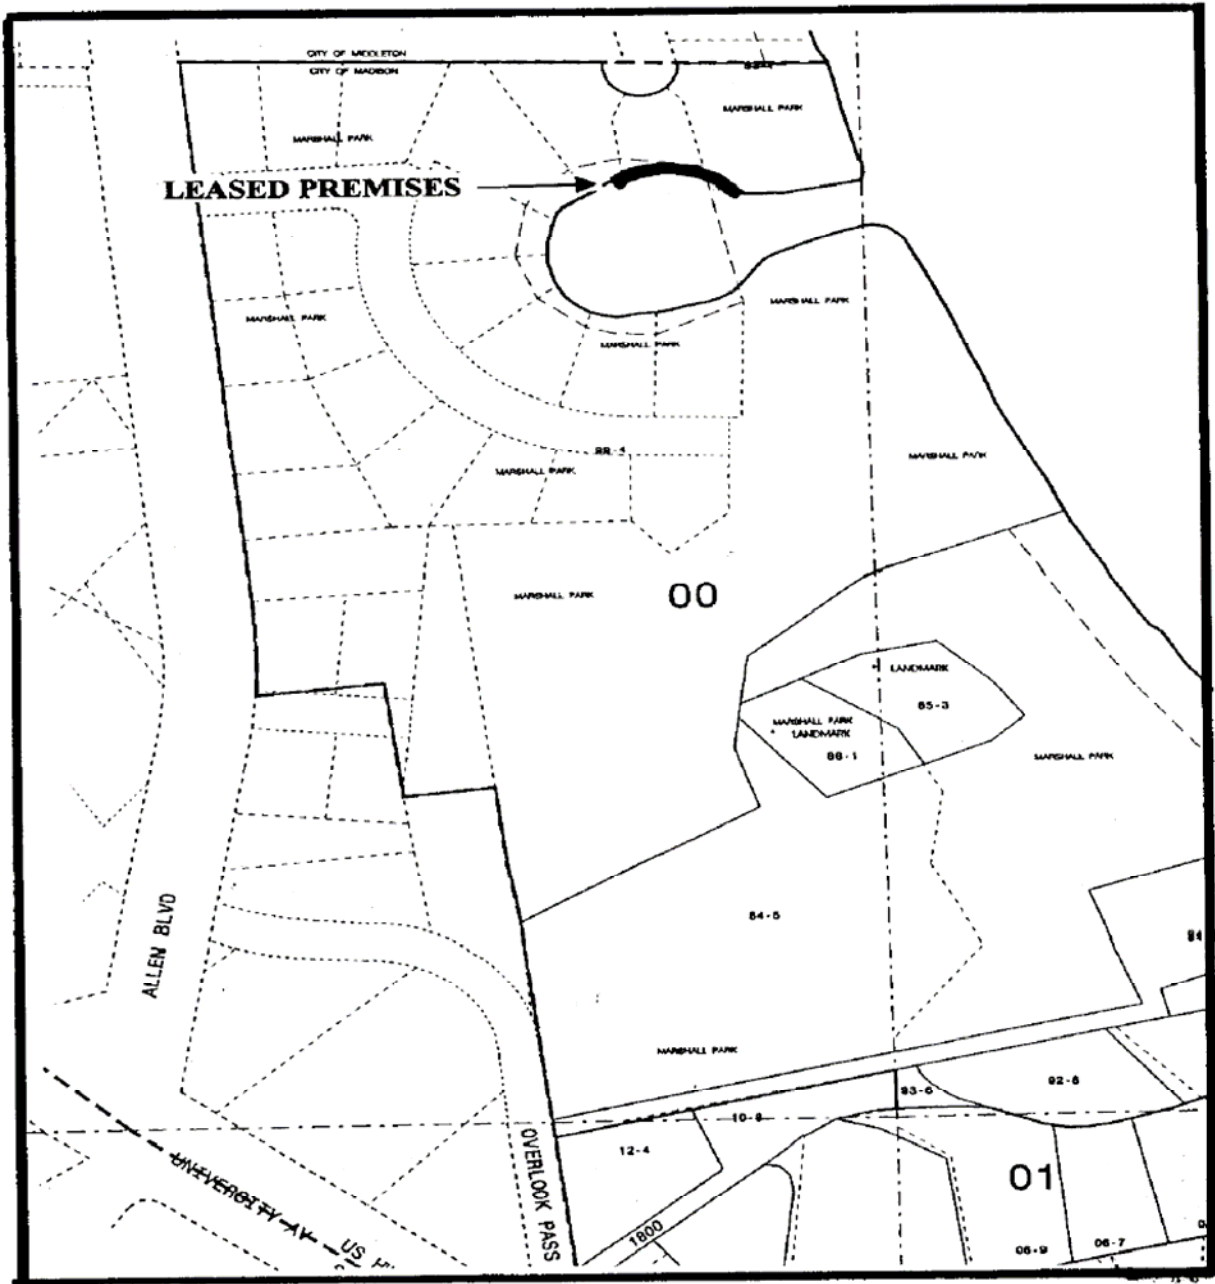 CITY OF MIDDLETON
CITY OF MADISON
MARSHALL PARK
MARSHALL PARK
LEASED PREMISES
MARSHALL PARK
MARSHALL PARK
MARSHALL PARK
88-4
MARSHALL PARK
MARSHALL PARK
MARSHALL PARK
00
LANDMARK
85-3
MARSHALL PARK
LANDMARK
88-1
MARSHALL PARK
84-5
ALLEN BLVD
MARSHALL PARK
93-6
92-8
10-8
12-4
OVERLOOK PASS
01
UNIVERSITY AV
US
1800
06-9
06-7